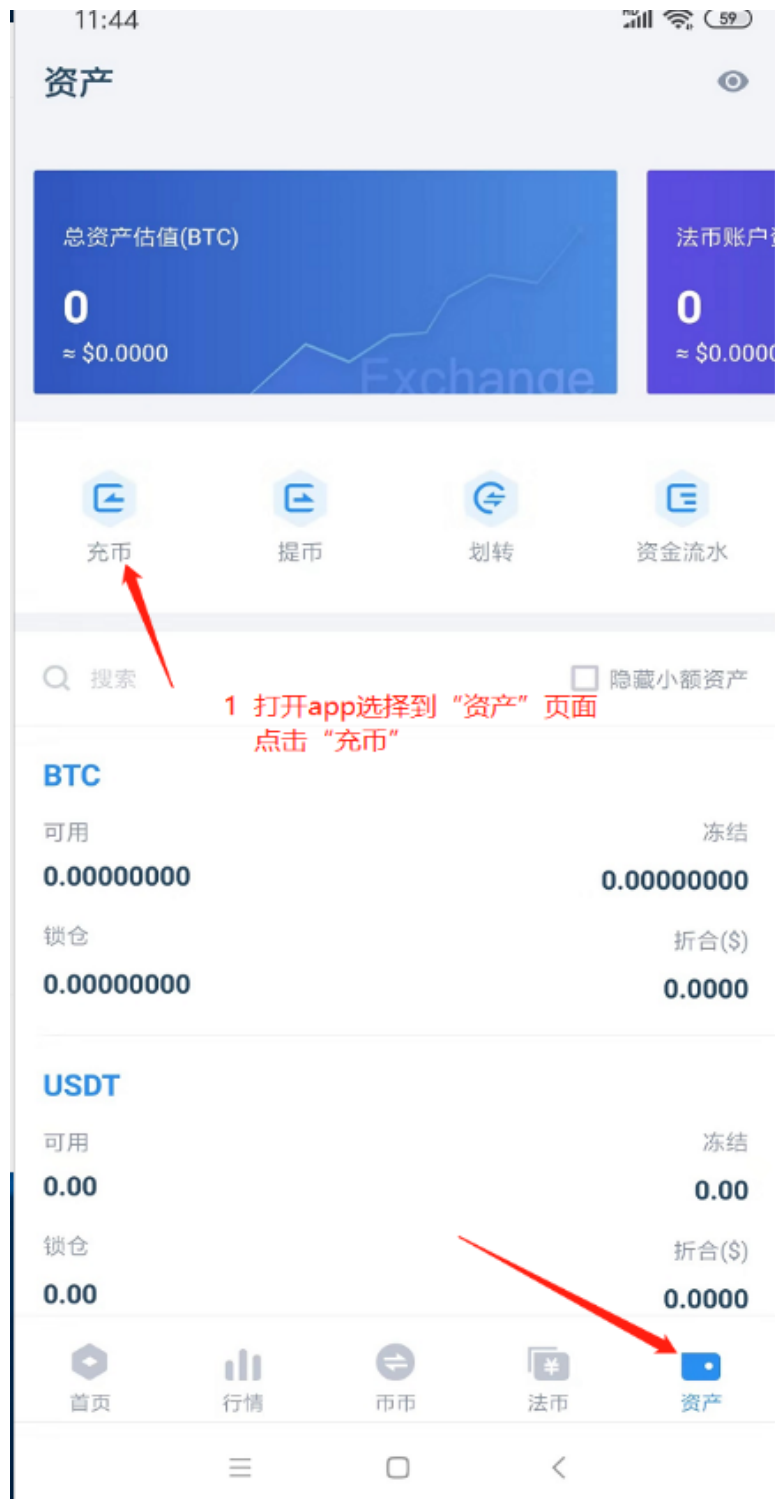 11:44
HD
59
资产
总资产估值(BTC)
0
≈ $0.0000
Exchange
法币账户
0
≈ $0.0000
充币
提币
划转
资金流水
搜索
隐藏小额资产
1 打开app选择到“资产”页面
点击“充币”
BTC
可用
冻结
0.00000000
0.00000000
锁仓
折合($)
0.00000000
0.0000
USDT
可用
冻结
0.00
0.00
锁仓
折合($)
0.00
0.0000
首页
行情
币币
法币
资产